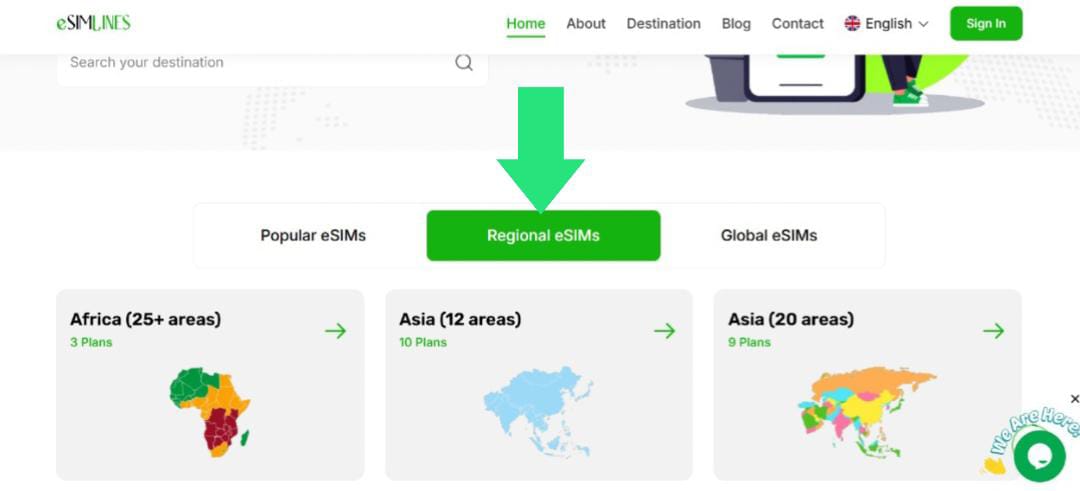 eSIMLINES
Home About Destination Blog Contact English Sign In
Search your destination
Popular eSIMs Regional eSIMs Global eSIMs
Africa (25+ areas) Asia (12 areas) Asia (20 areas)
3 Plans 10 Plans 9 Plans
We Are Here!